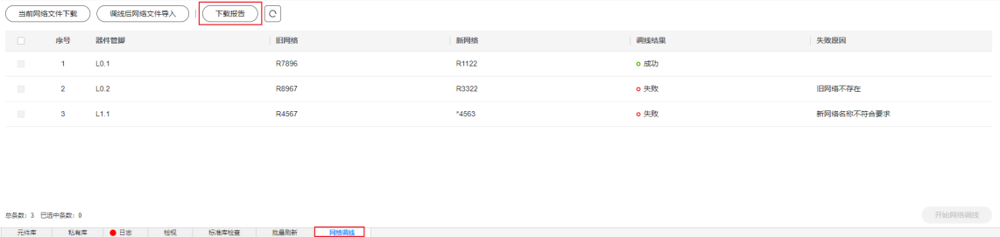 当前网络文件下载 调线后网络文件导入 下载报告
序号 器件管脚 旧网络 新网络 调线结果 失败原因
1 L0.1 R7896 R1122 成功
2 L0.2 R8967 R3322 失败 旧网络不存在
3 L1.1 R4567 *4563 失败 新网络名称不符合要求
总条数: 3 已选中条数: 0 开始网络调线
元件库 私有库 日志 检视 标准库检查 批量刷新 网络调线